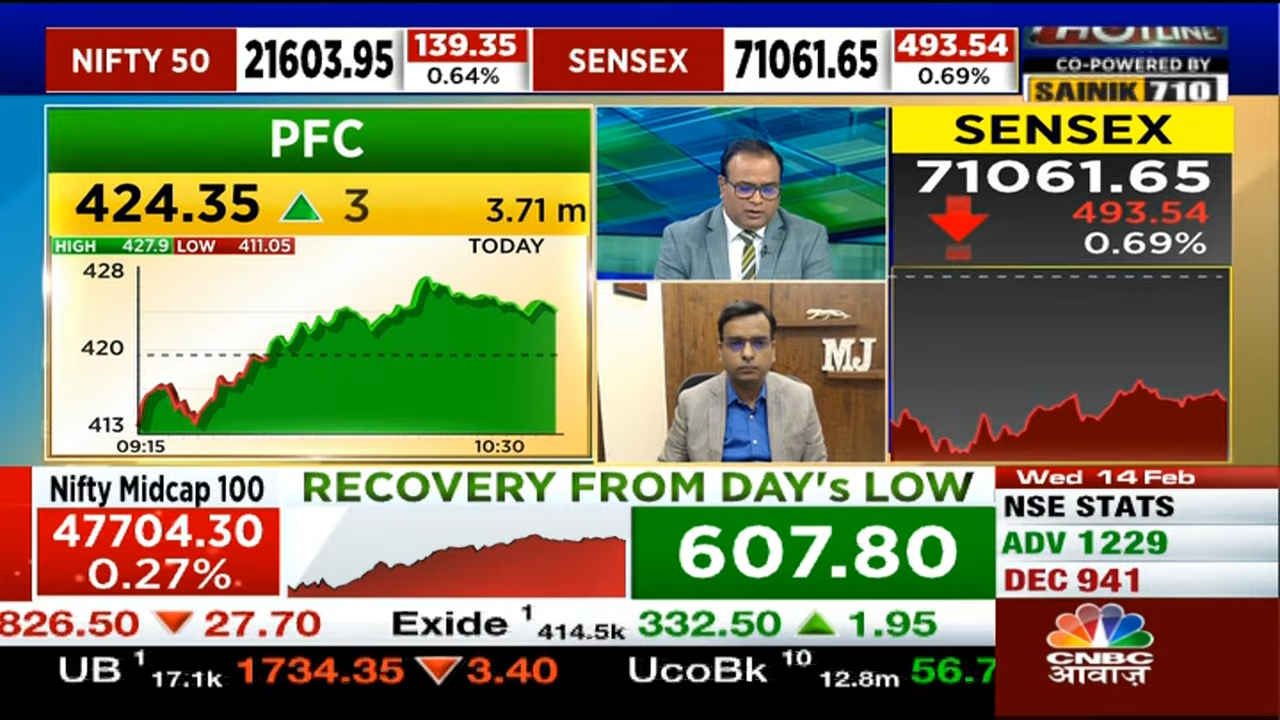 NIFTY 50 21603.95 139.35 0.64% SENSEX 71061.65 493.54 0.69%
HOTLINE
CO-POWERED BY
SAINIK 710
PFC
424.35 3 3.71 m
HIGH 427.9 LOW 411.05 TODAY
428
420
413
09:15 10:30
MJ
SENSEX
71061.65
493.54
0.69%
Nifty Midcap 100
47704.30
0.27%
RECOVERY FROM DAY's LOW
607.80
Wed 14 Feb
NSE STATS
ADV 1229
DEC 941
826.50 27.70 Exide 1 414.5k 332.50 1.95
UB 1 17.1k 1734.35 3.40 UcoBk 10 12.8m 56.7
CNBC
आवाज़